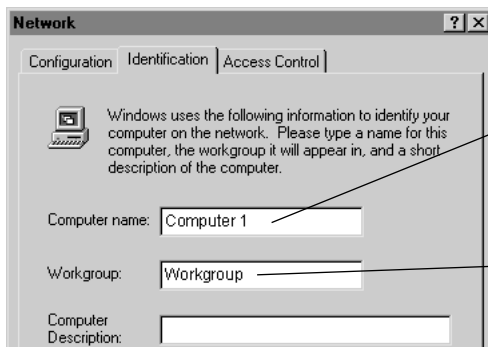 Network
Configuration Identification Access Control
Windows uses the following information to identify your
computer on the network. Please type a name for this
computer, the workgroup it will appear in, and a short
description of the computer.
Computer name: Computer 1
Workgroup: Workgroup
Computer
Description: